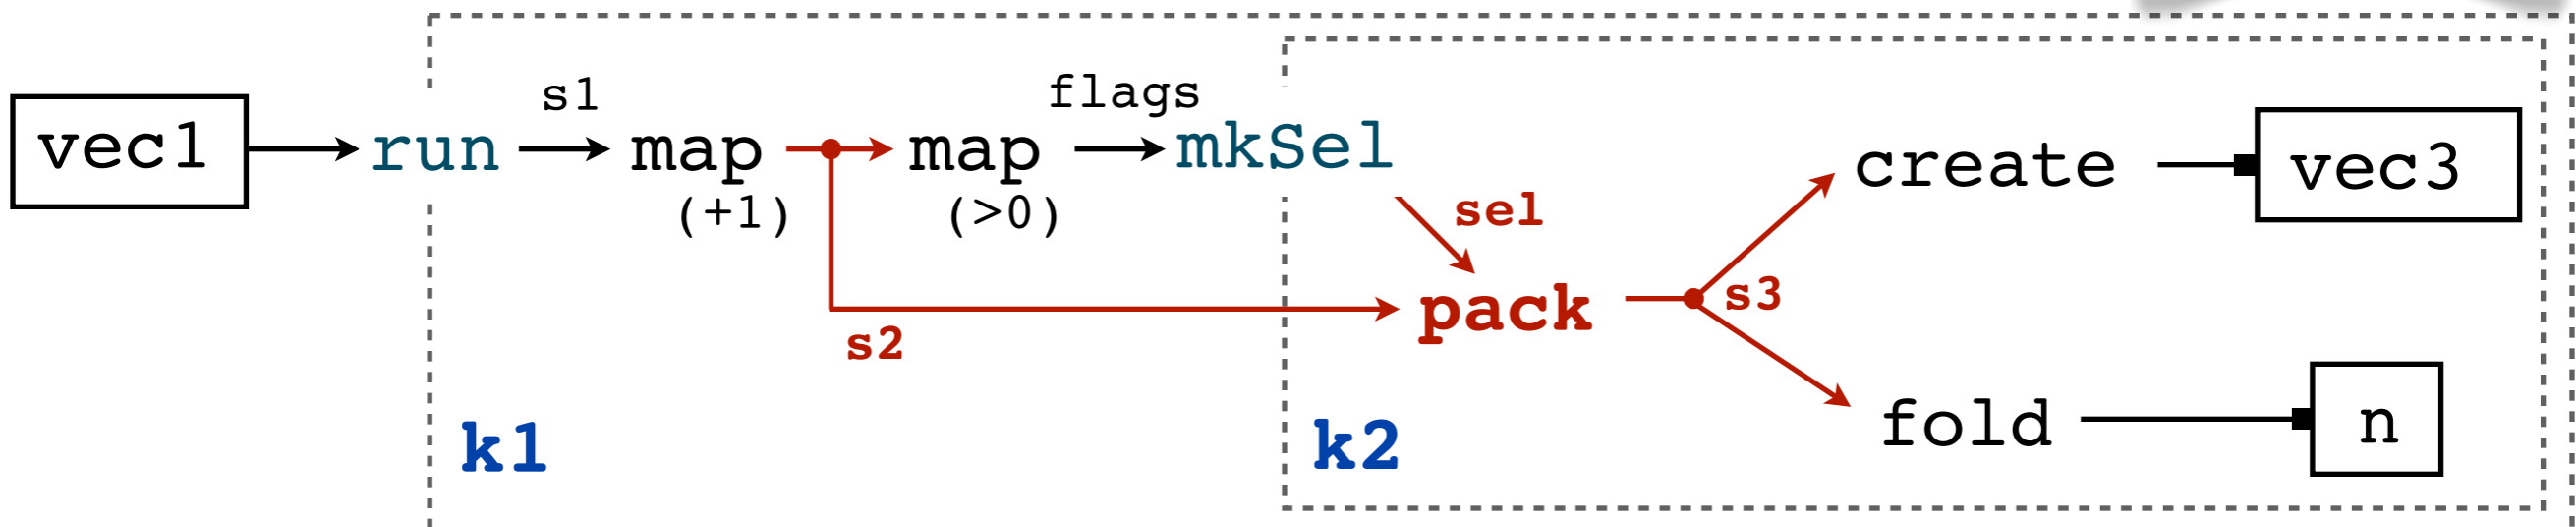 s1
flags
vec1
run
map
map
mkSel
create
vec3
(+1)
(>0)
sel
pack
s3
s2
k1
k2
fold
n